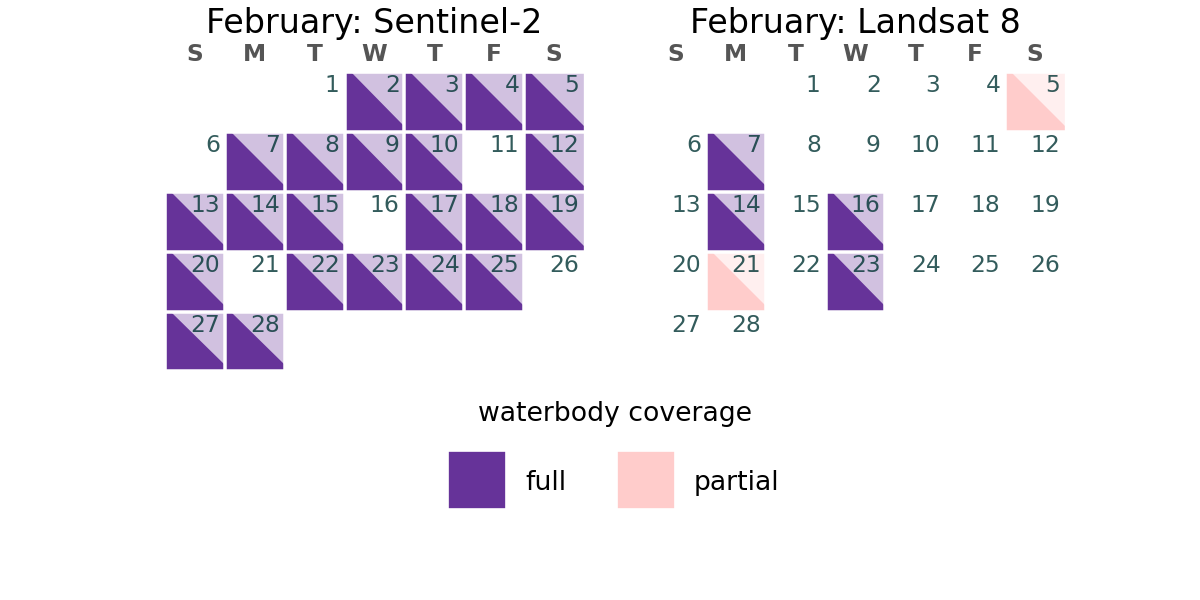 February: Sentinel-2
S M T W T F S
1 2 3 4 5
6 7 8 9 10 11 12
13 14 15 16 17 18 19
20 21 22 23 24 25 26
27 28
February: Landsat 8
S M T W T F S
1 2 3 4 5
6 7 8 9 10 11 12
13 14 15 16 17 18 19
20 21 22 23 24 25 26
27 28
waterbody coverage
full partial